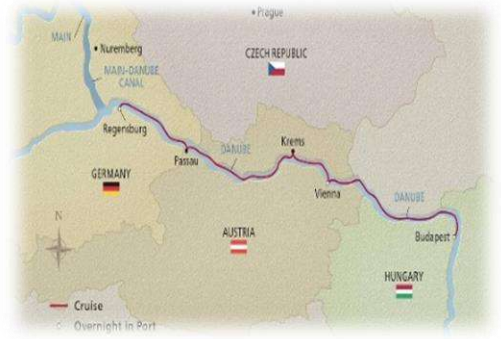 Prague
MAIN
Nuremberg
CZECH REPUBLIC
MAIN-DANUBE
CANAL
Regensburg
Krems
DANUBE
Passau
GERMANY
Vienna
DANUBE
N
AUSTRIA
Budapest
HUNGARY
Cruise
Overnight in Port